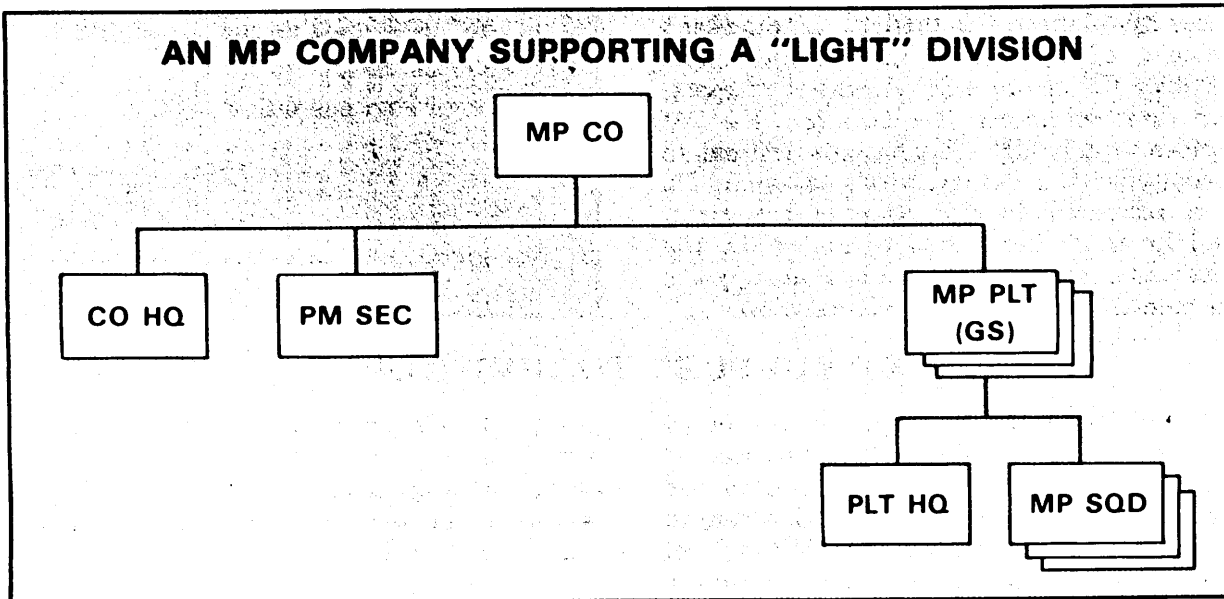 AN MP COMPANY SUPPORTING A "LIGHT" DIVISION
MP CO
CO HQ
PM SEC
MP PLT
(GS)
PLT HQ
MP SQD